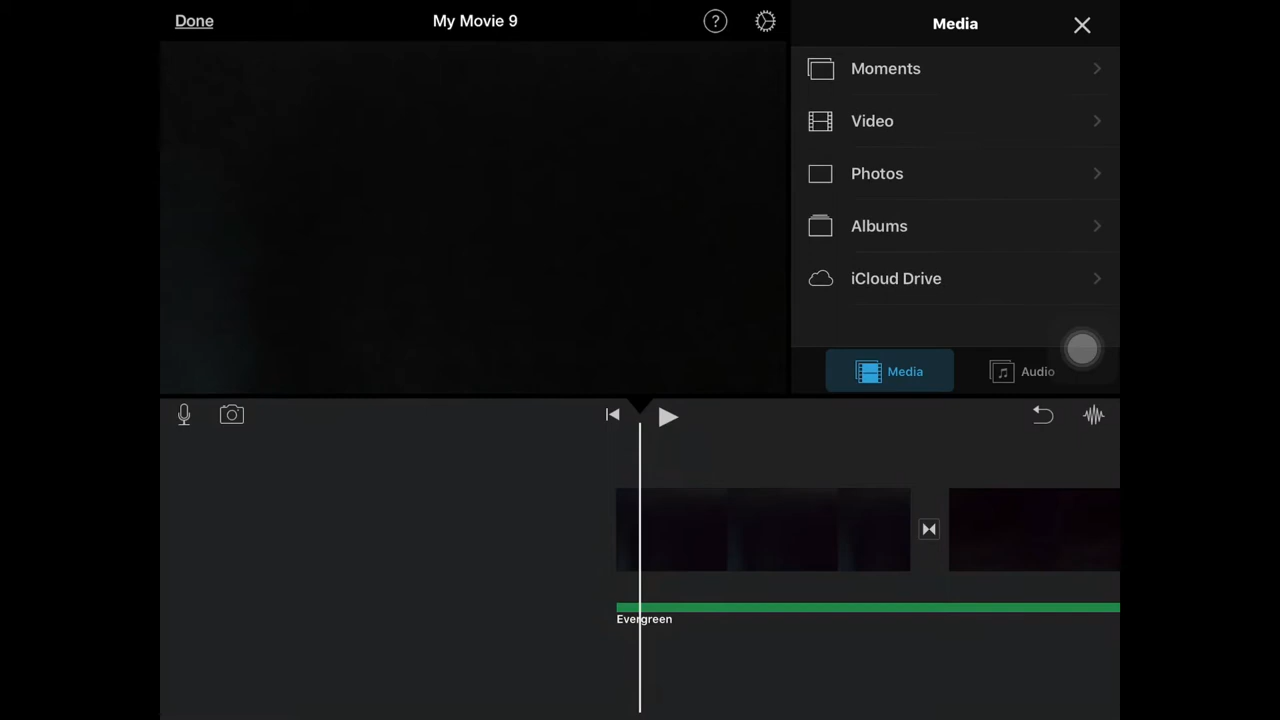 Done
My Movie 9
?
Media
Moments
Video
Photos
Albums
iCloud Drive
Media
Audio
Evergreen